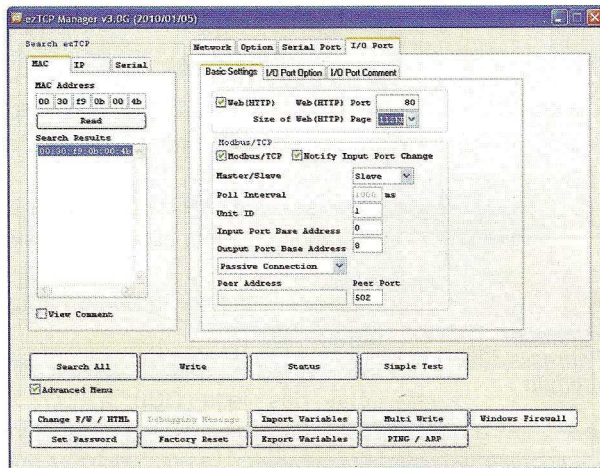 ezTCP Manager v3.0G (2010/01/05)
Search ezTCP
MAC IP Serial
MAC Address
00 30 f9 0b 00 4b
Read
Search Results
00:30:f9:0b:00:4b
View Comment
Network Option Serial Port I/O Port
Basic Settings I/O Port Option I/O Port Comment
Web(HTTP) Web(HTTP) Port 80
Size of Web(HTTP) Page
Modbus/TCP
Modbus/TCP Notify Input Port Change
Master/Slave Slave
Poll Interval 1000 ms
Unit ID 1
Input Port Base Address 0
Output Port Base Address 8
Passive Connection
Peer Address Peer Port
502
Search All Write Status Simple Test
Advanced Menu
Change F/W / HTML Debugging Message Import Variables Multi Write Windows Firewall
Set Password Factory Reset Export Variables PING / ARP